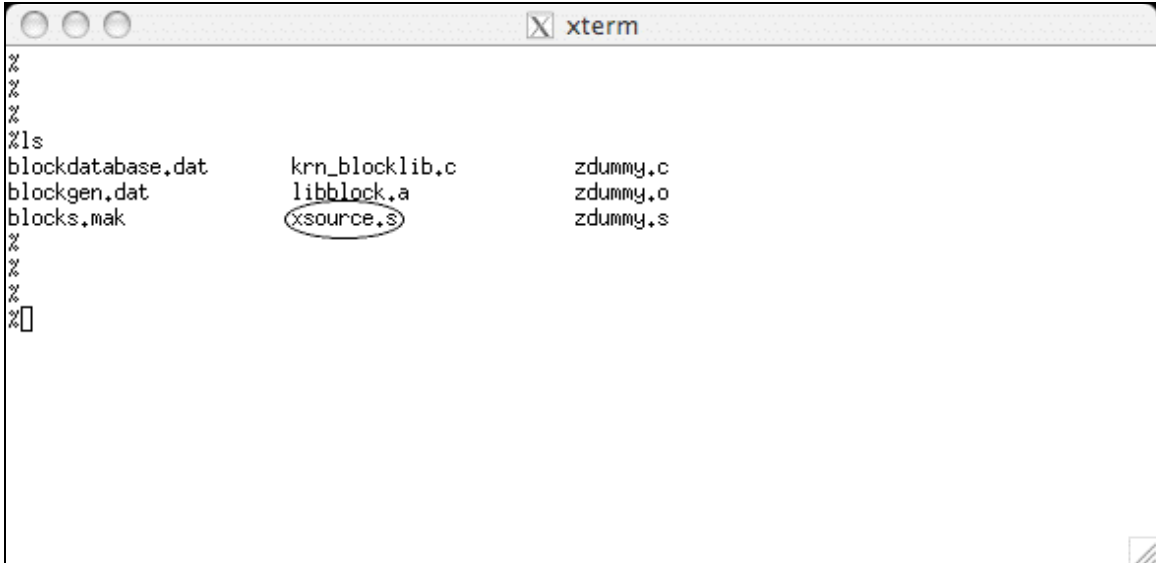 X xterm
%
%
%
%ls
blockdatabase.dat krn_blocklib.c zdummy.c
blockgen.dat libblock.a zdummy.o
blocks.mak xsource.s zdummy.s
%
%
%
%